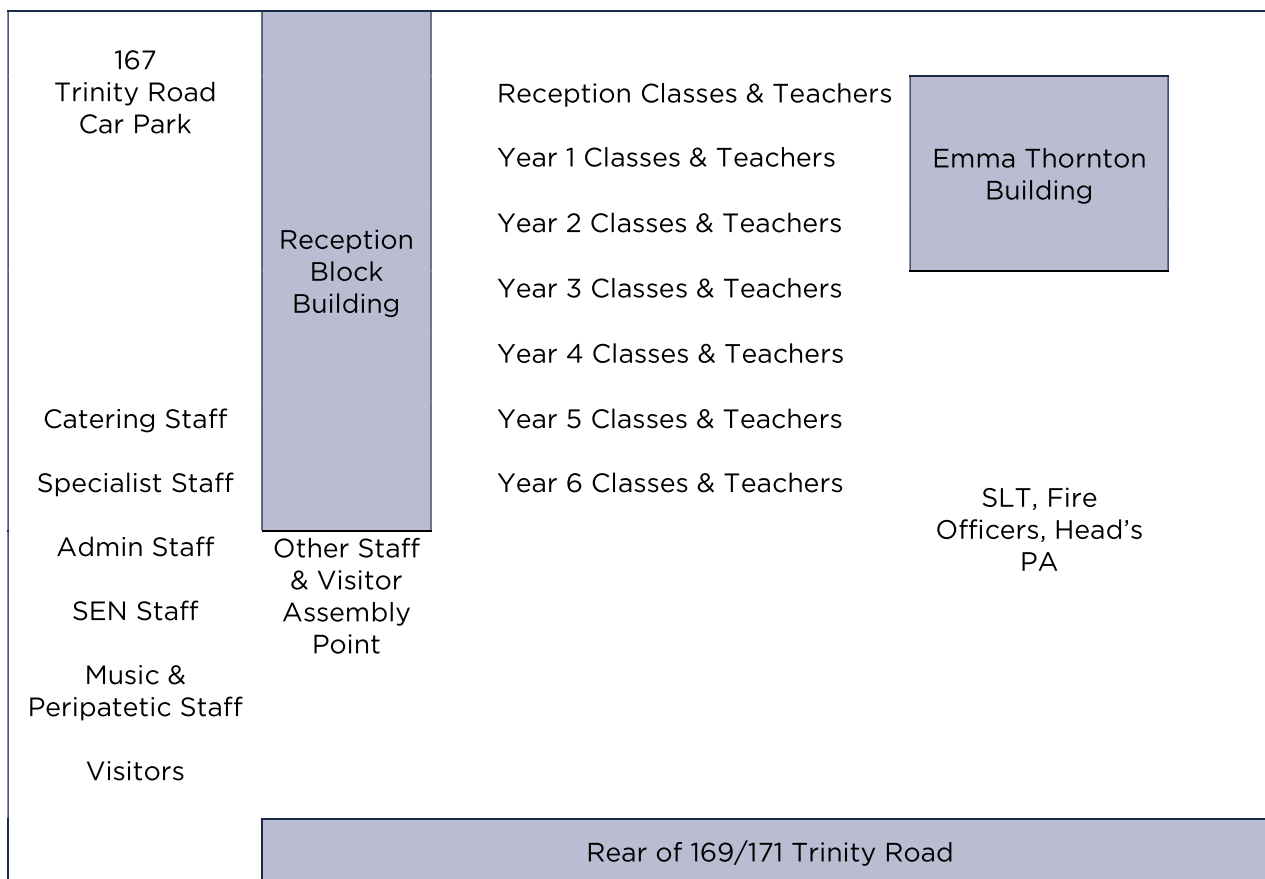 167
Trinity Road
Car Park
Catering Staff
Specialist Staff
Admin Staff
SEN Staff
Music &
Peripatetic Staff
Visitors
Reception
Block
Building
Other Staff
& Visitor
Assembly
Point
Reception Classes & Teachers
Year 1 Classes & Teachers
Year 2 Classes & Teachers
Year 3 Classes & Teachers
Year 4 Classes & Teachers
Year 5 Classes & Teachers
Year 6 Classes & Teachers
Emma Thornton
Building
SLT, Fire
Officers, Head’s
PA
Rear of 169/171 Trinity Road